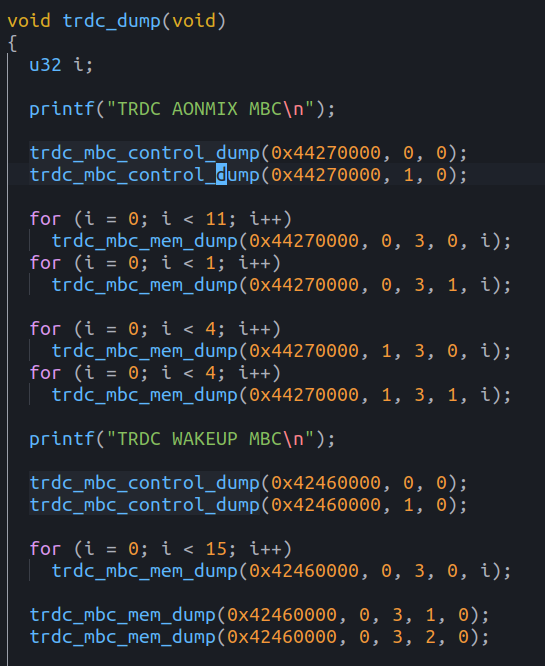 void trdc_dump(void)
{
u32 i;
printf("TRDC AONMIX MBC\n");
trdc_mbc_control_dump(0x44270000, 0, 0);
trdc_mbc_control_dump(0x44270000, 1, 0);
for (i = 0; i < 11; i++)
trdc_mbc_mem_dump(0x44270000, 0, 3, 0, i);
for (i = 0; i < 1; i++)
trdc_mbc_mem_dump(0x44270000, 0, 3, 1, i);
for (i = 0; i < 4; i++)
trdc_mbc_mem_dump(0x44270000, 1, 3, 0, i);
for (i = 0; i < 4; i++)
trdc_mbc_mem_dump(0x44270000, 1, 3, 1, i);
printf("TRDC WAKEUP MBC\n");
trdc_mbc_control_dump(0x42460000, 0, 0);
trdc_mbc_control_dump(0x42460000, 1, 0);
for (i = 0; i < 15; i++)
trdc_mbc_mem_dump(0x42460000, 0, 3, 0, i);
trdc_mbc_mem_dump(0x42460000, 0, 3, 1, 0);
trdc_mbc_mem_dump(0x42460000, 0, 3, 2, 0);